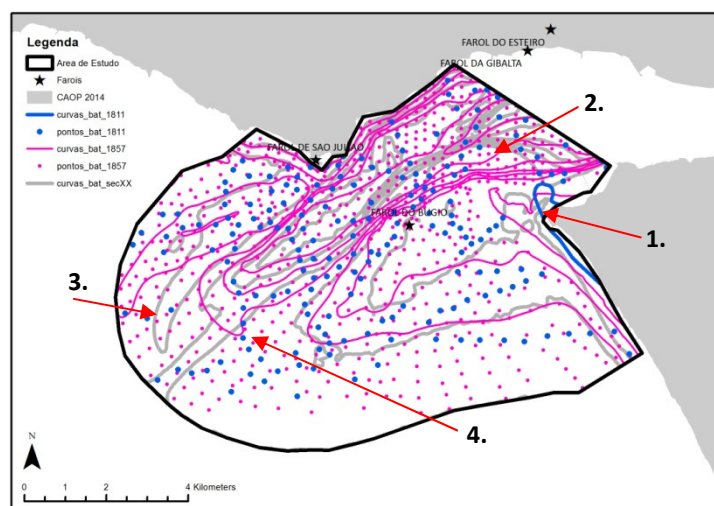 Legenda
Area de Estudo
Farois
CAOP 2014
curvas_bat_1811
pontos_bat_1811
curvas_bat_1857
pontos_bat_1857
curvas_bat_secXX
FAROL DO ESTEIRO
FAROL DA GIBALTA
2.
FAROL DE SAO JULIAO
FAROL DO BUGIO
1.
3.
4.
N
0 1 2 4 Kilometers